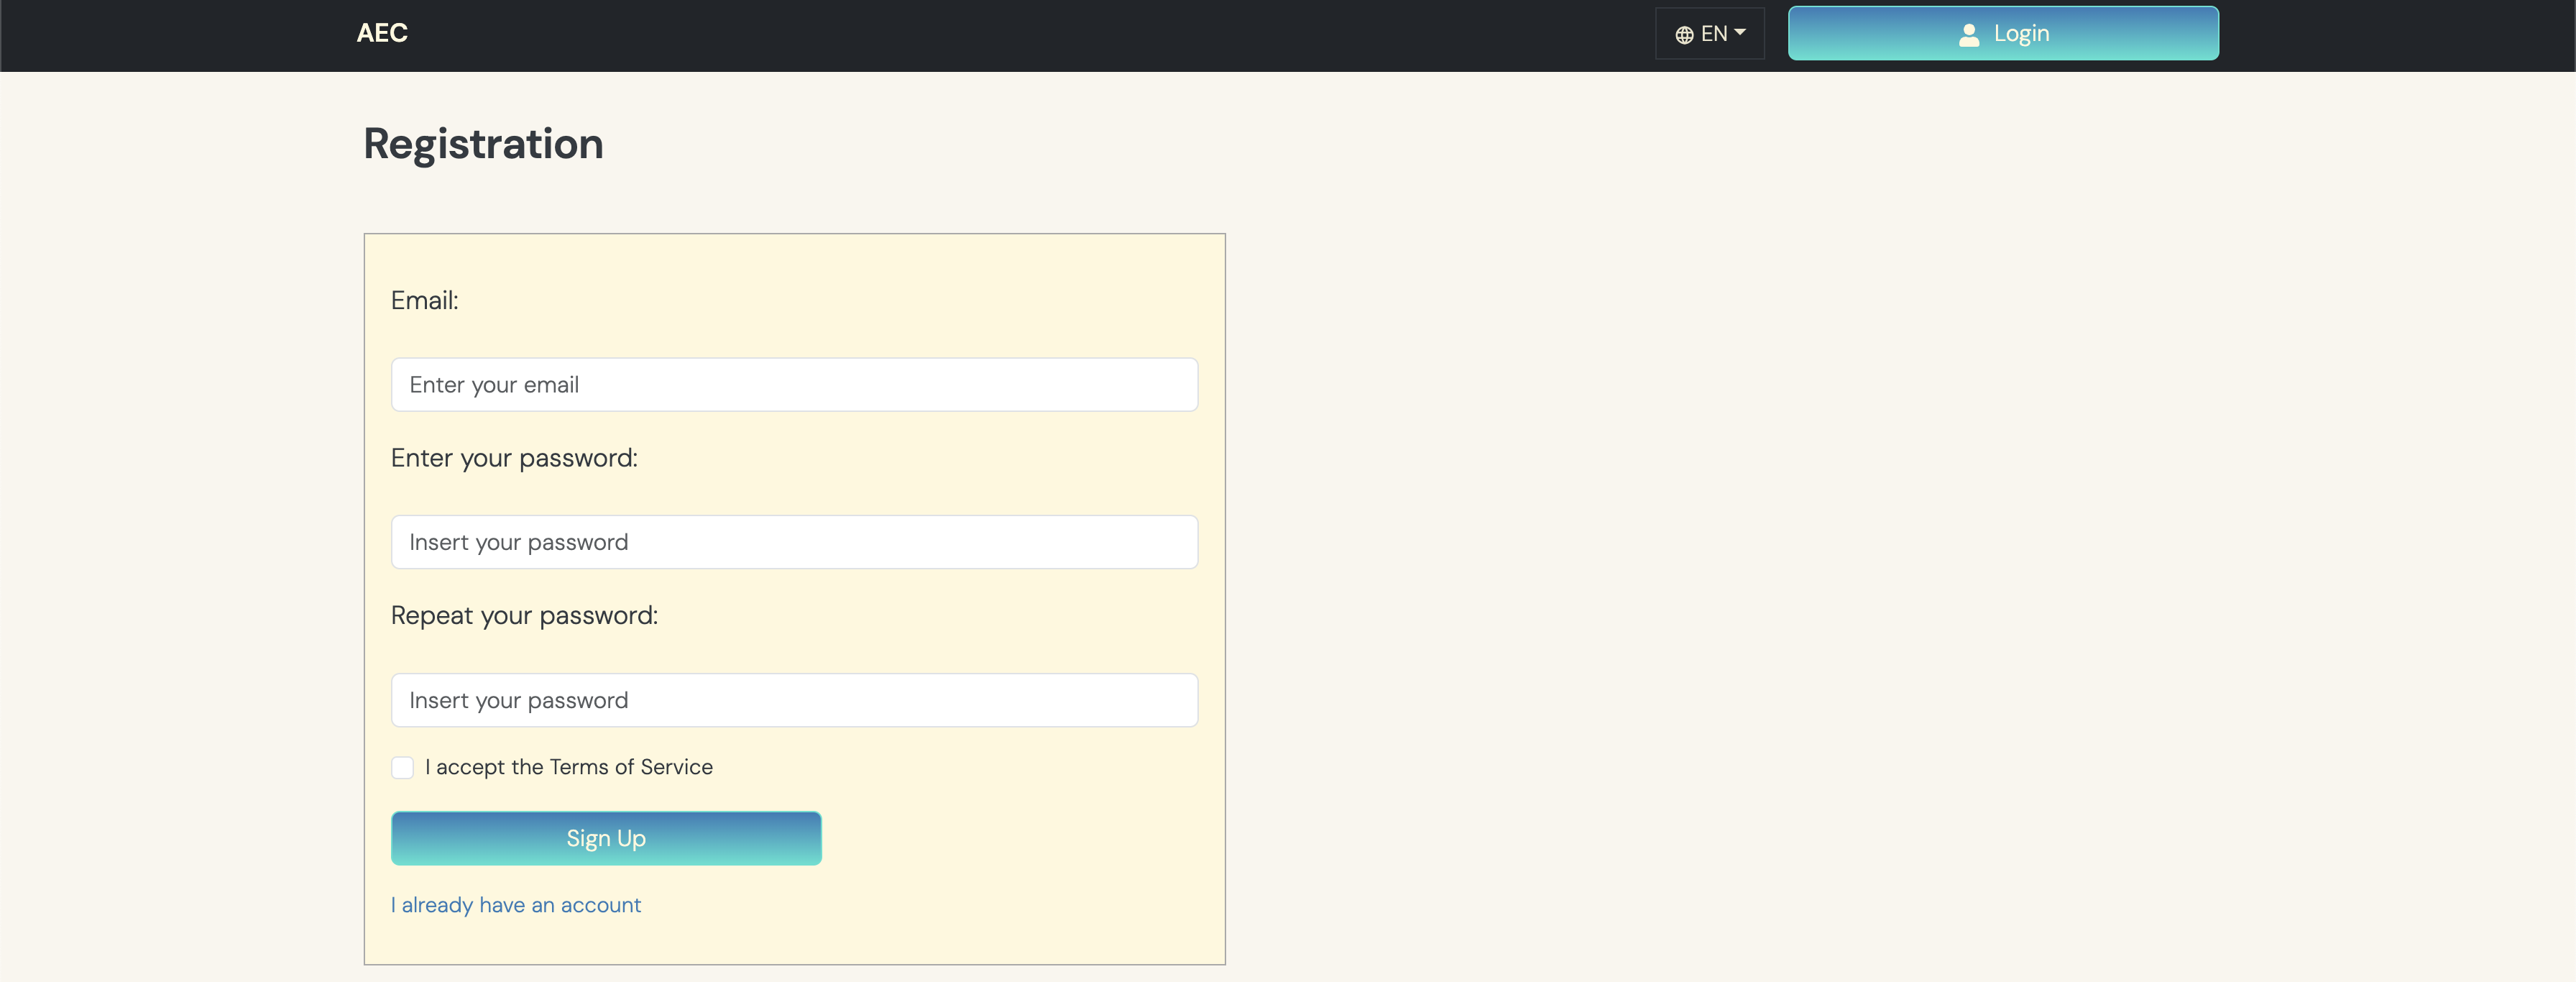 AEC
EN
Login
Registration
Email:
Enter your email
Enter your password:
Insert your password
Repeat your password:
Insert your password
I accept the Terms of Service
Sign Up
I already have an account